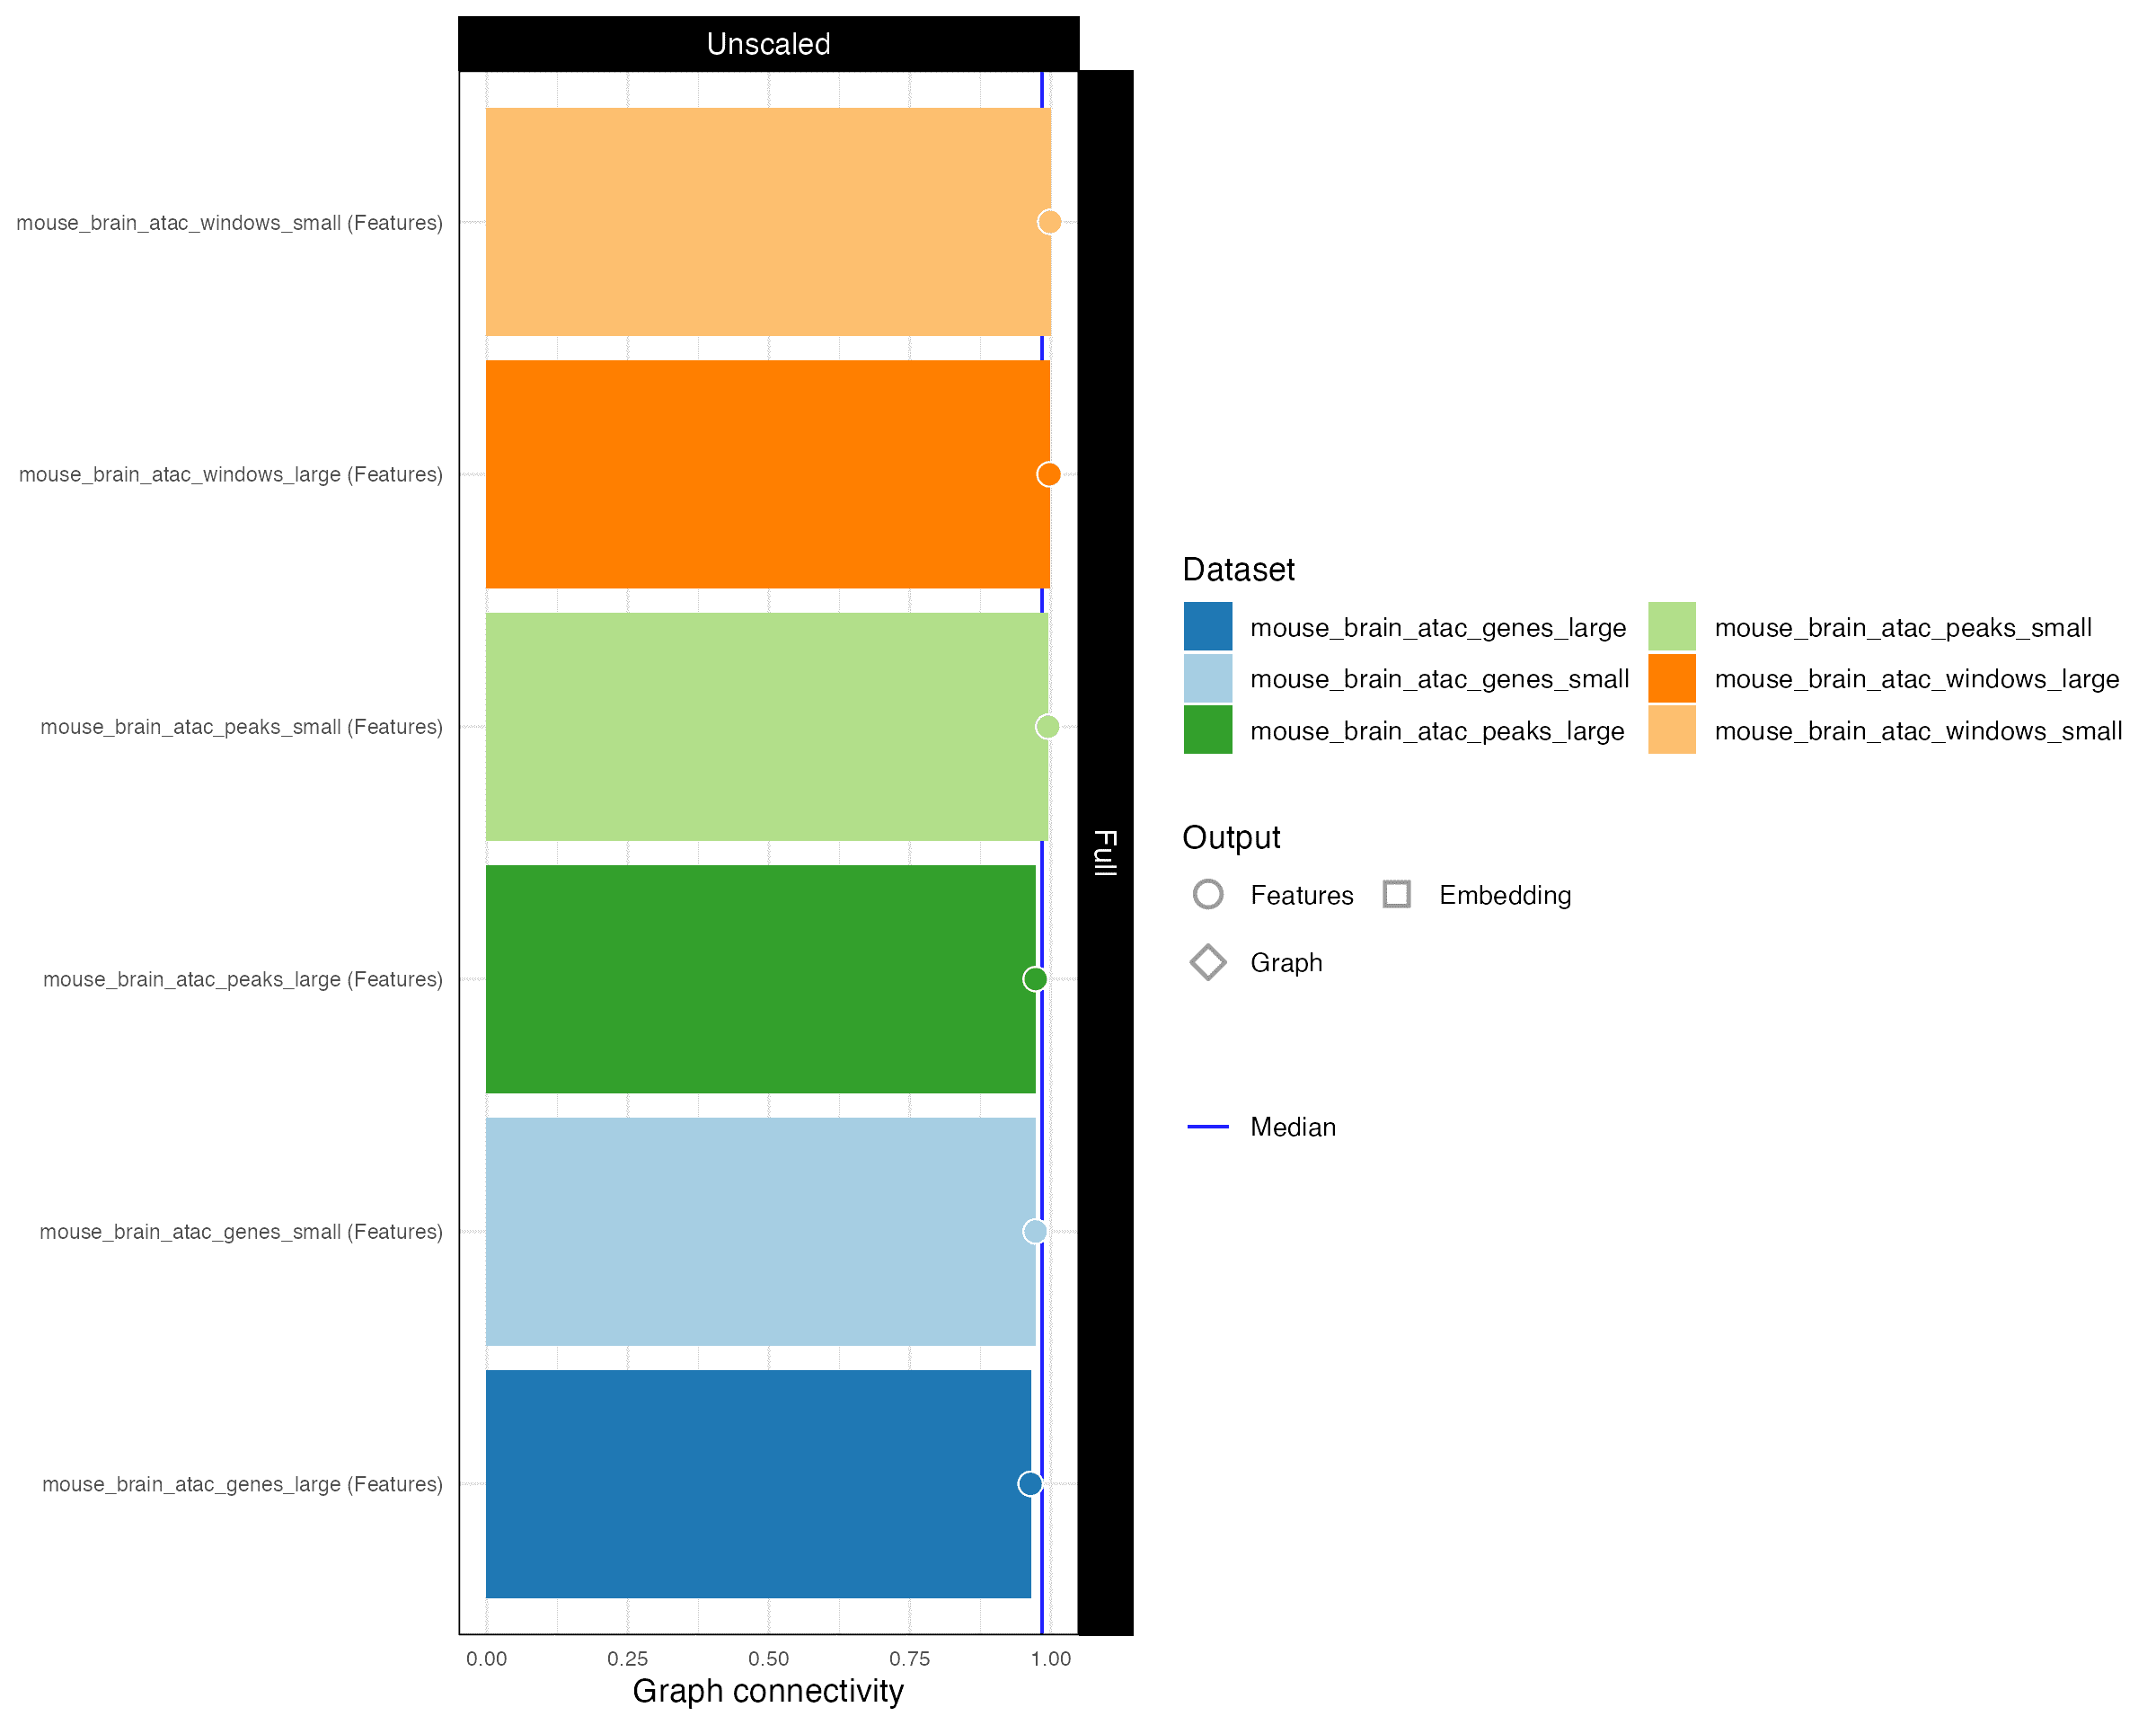 Unscaled
mouse_brain_atac_windows_small (Features)
mouse_brain_atac_windows_large (Features)
mouse_brain_atac_peaks_small (Features)
mouse_brain_atac_peaks_large (Features)
mouse_brain_atac_genes_small (Features)
mouse_brain_atac_genes_large (Features)
0.00 0.25 0.50 0.75 1.00
Graph connectivity
Full
Dataset
mouse_brain_atac_genes_large mouse_brain_atac_peaks_small
mouse_brain_atac_genes_small mouse_brain_atac_windows_large
mouse_brain_atac_peaks_large mouse_brain_atac_windows_small
Output
Features Embedding
Graph
Median